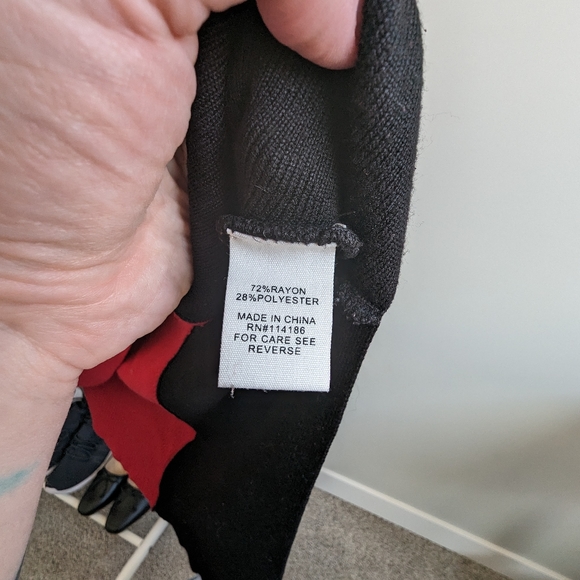 72%RAYON
28%POLYESTER
MADE IN CHINA
RN#114186
FOR CARE SEE
REVERSE